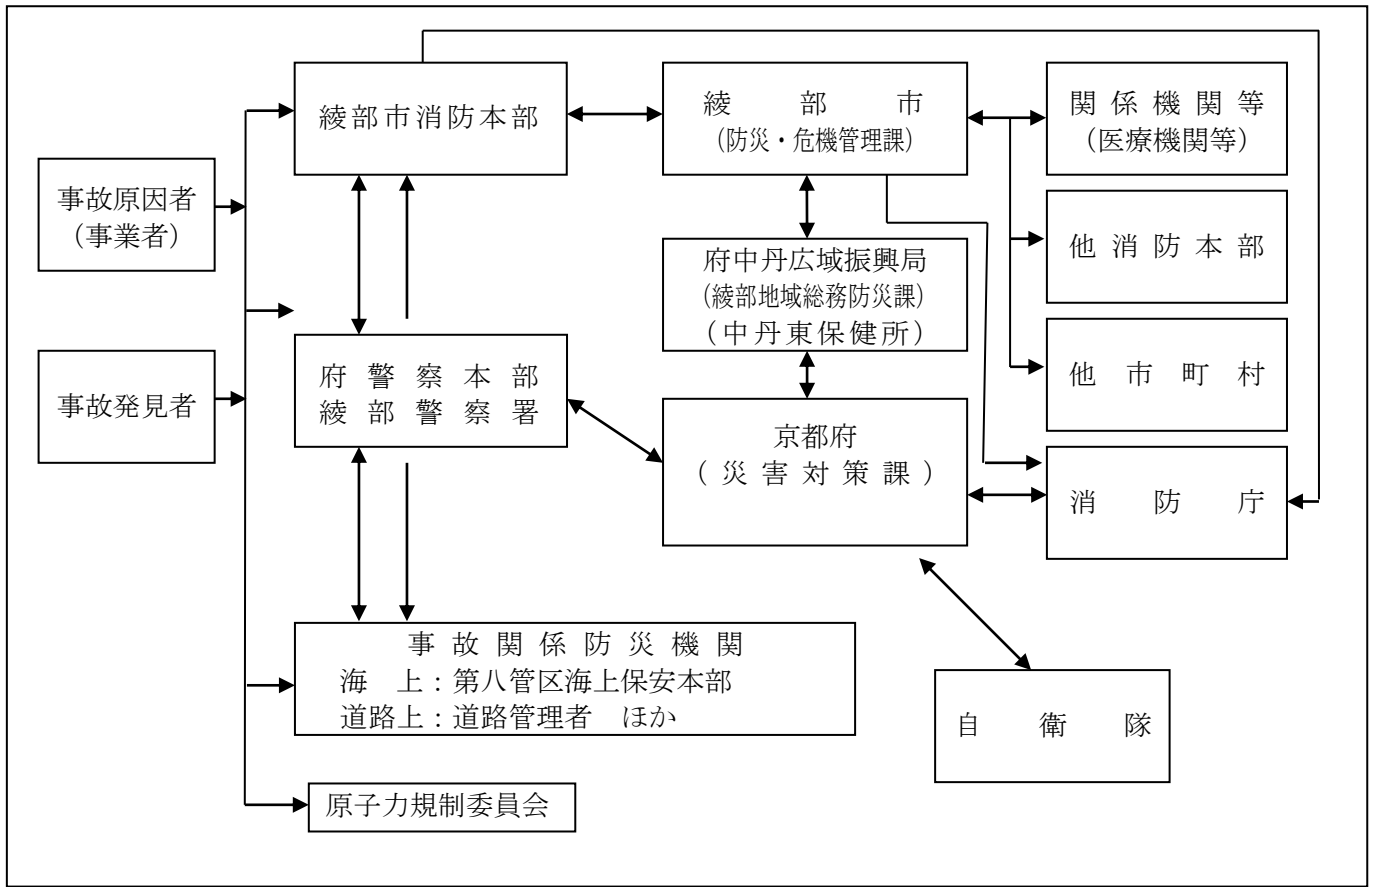 綾部市消防本部
綾部市
（防災・危機管理課）
関係機関等
（医療機関等）
事故原因者
（事業者）
他消防本部
府中丹広域振興局
（綾部地域総務防災課）
（中丹東保健所）
他市町村
事故発見者
府警察本部
綾部警察署
京都府
（災害対策課）
消防庁
事故関係防災機関
海　上：第八管区海上保安本部
道路上：道路管理者　ほか
自衛隊
原子力規制委員会